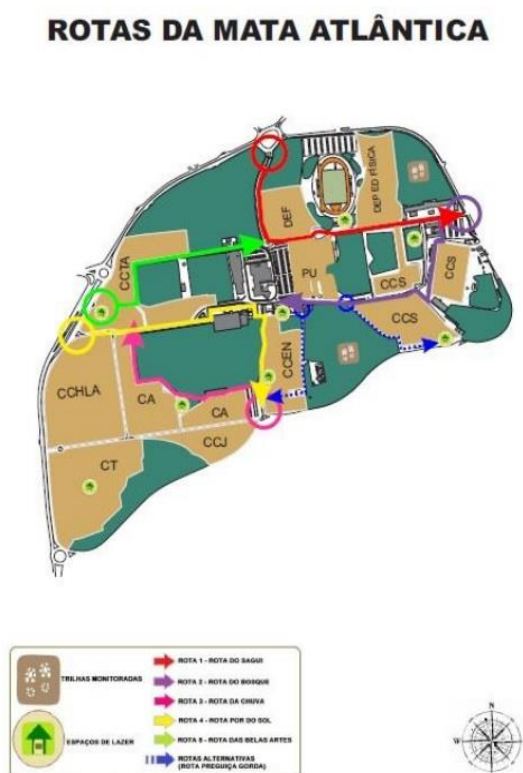 ROTAS DA MATA ATLÂNTICA
DEF
DEP ED FÍSICA
CCTA
PU
CCS
CCS
CCS
CCEN
CCHLA
CA
CA
CCJ
CT
TRILHAS MONITORADAS
ESPAÇOS DE LAZER
ROTA 1 - ROTA DO SAGUI
ROTA 2 - ROTA DO BOSQUE
ROTA 3 - ROTA DA CHUVA
ROTA 4 - ROTA POR DO SOL
ROTA 5 - ROTA DAS BELAS ARTES
ROTAS ALTERNATIVAS
(ROTA PREGUIÇA GORDA)
N
W